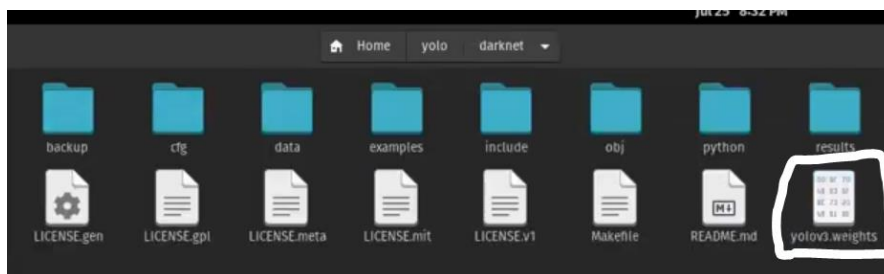 Jul 25 8:32 PM
Home yolo darknet
backup cfg data examples include obj python results
LICENSE.gen LICENSE.gpl LICENSE.meta LICENSE.mit LICENSE.v1 Makefile README.md yolov3.weights